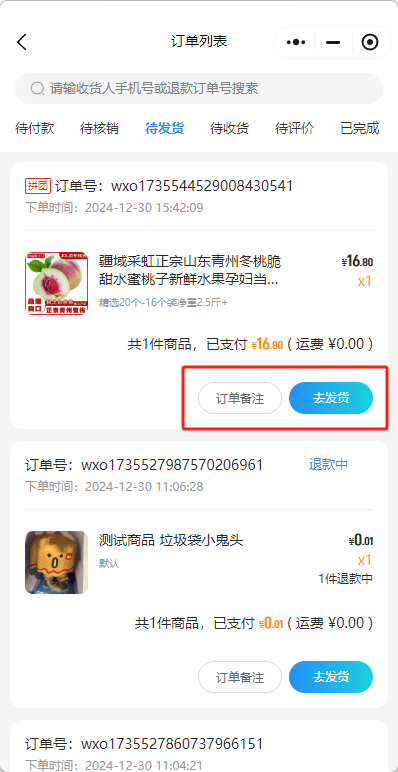 订单列表
请输收货人手机号或退款订单号搜索
待付款 待核销 待发货 待收货 待评价 已完成
拼团 订单号：wxo1735544529008430541
下单时间：2024-12-30 15:42:09
疆域采虹正宗山东青州冬桃脆 ¥16.80
甜水蜜桃子新鲜水果孕妇当... x1
精选20个-16个装净重2.5斤+
正宗青州蜜桃
共1件商品，已支付 ¥16.80 ( 运费 ¥0.00 )
订单备注 去发货
订单号：wxo1735527987570206961 退款中
下单时间：2024-12-30 11:06:28
测试商品 垃圾袋小鬼头 ¥0.01
默认 x1
1件退款中
共1件商品，已支付 ¥0.01 ( 运费 ¥0.00 )
订单备注 去发货
订单号：wxo1735527860737966151
下单时间：2024-12-30 11:04:21